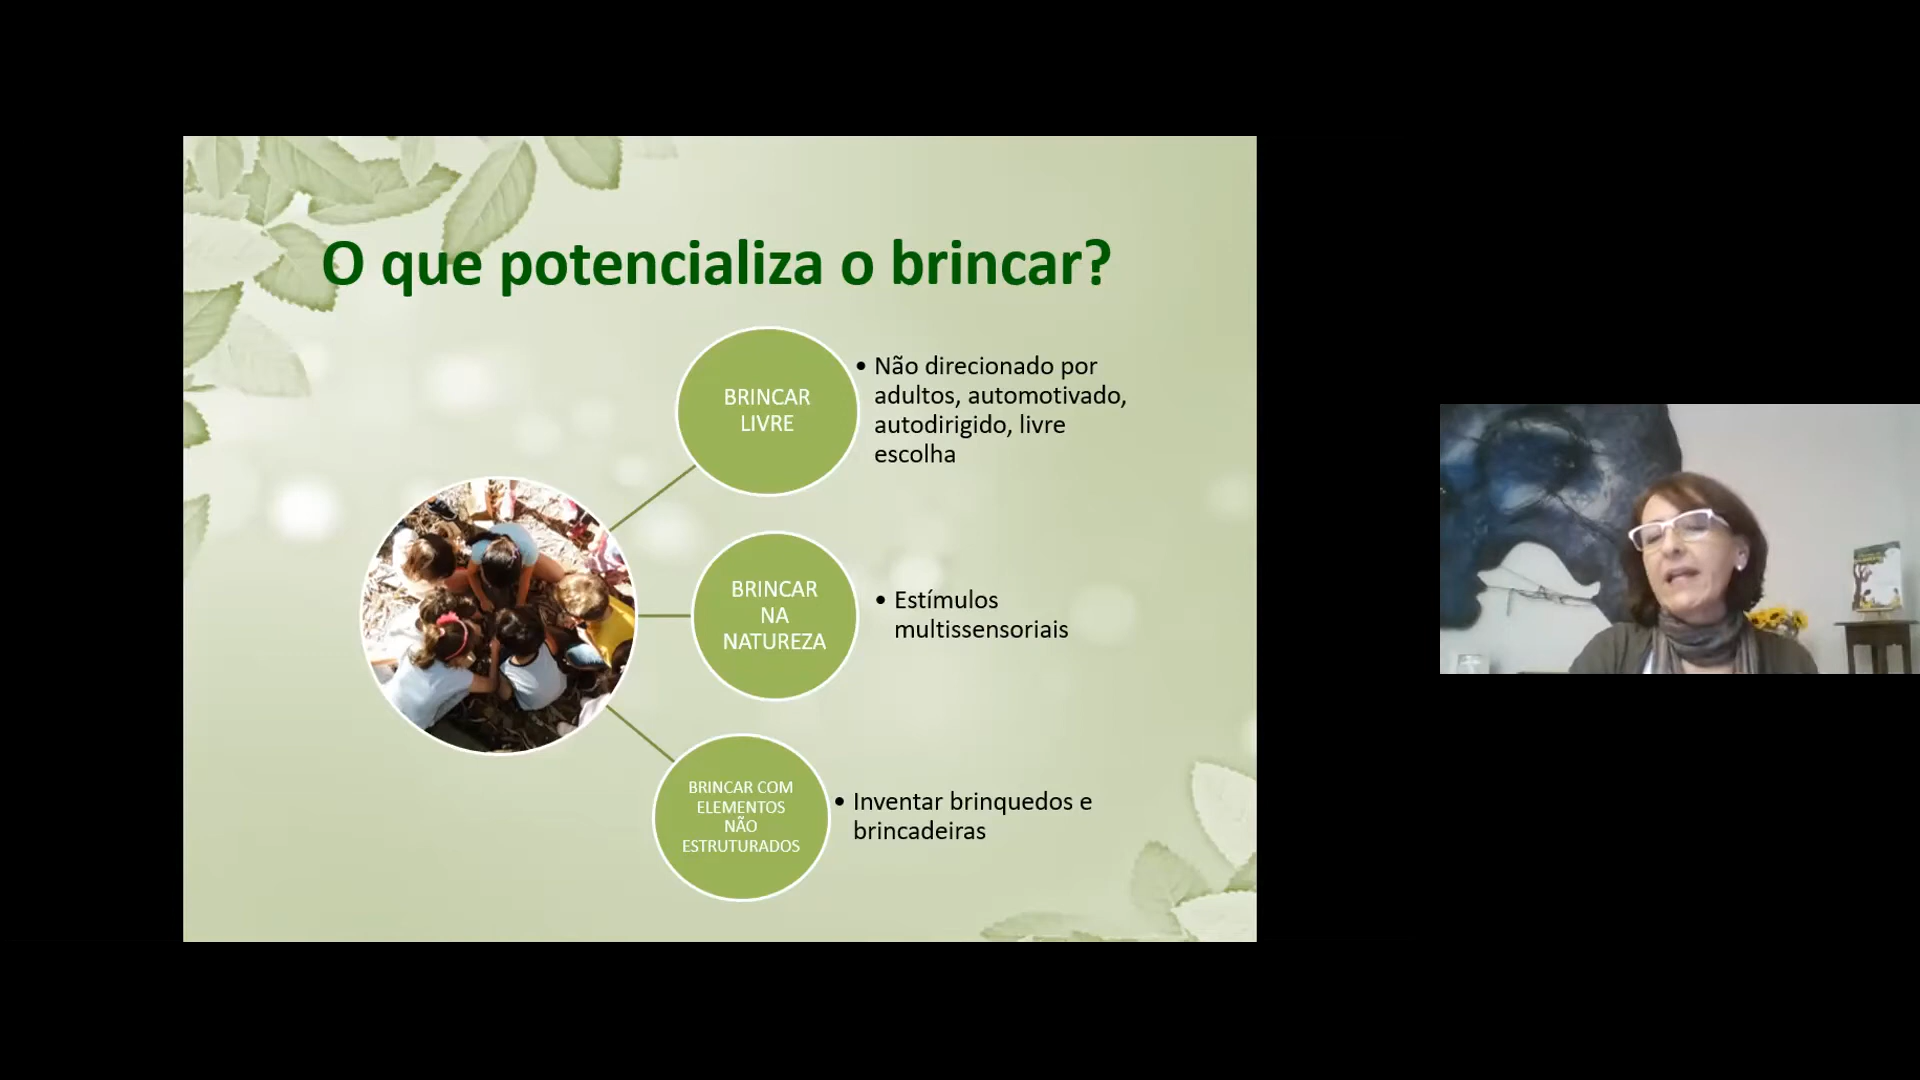 O que potencializa o brincar?
BRINCAR
LIVRE
• Não direcionado por
adultos, automotivado,
autodirigido, livre
escolha
BRINCAR
NA
NATUREZA
• Estímulos
multissensoriais
BRINCAR COM
ELEMENTOS
NÃO
ESTRUTURADOS
• Inventar brinquedos e
brincadeiras